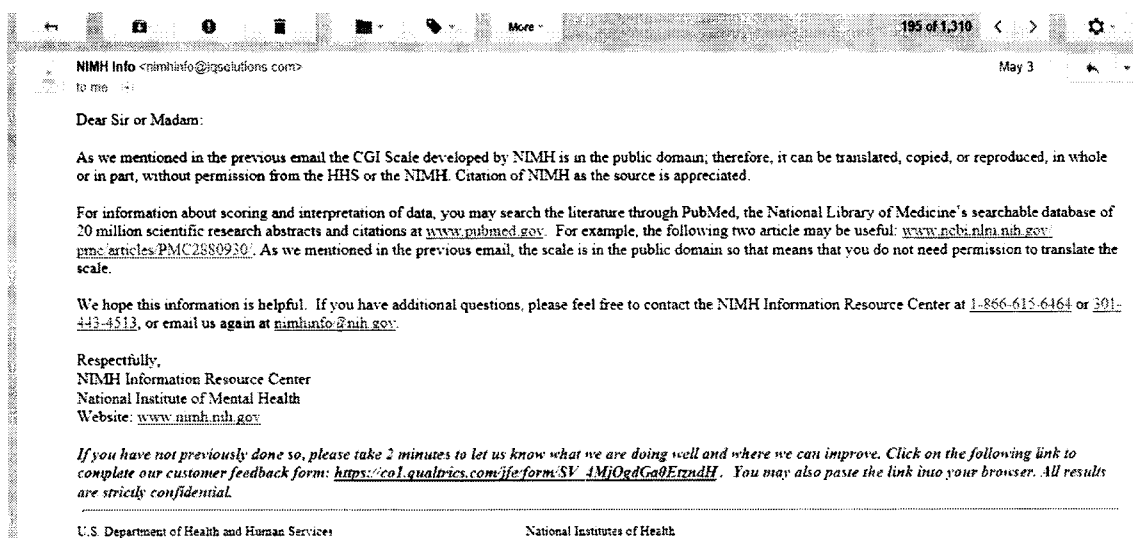 More
195 of 1,310
NIMH Info <nimhinfo@iqsolutions.com>
May 3
to me
Dear Sir or Madam:
As we mentioned in the previous email the CGI Scale developed by NIMH is in the public domain; therefore, it can be translated, copied, or reproduced, in whole
or in part, without permission from the HHS or the NIMH. Citation of NIMH as the source is appreciated.
For information about scoring and interpretation of data, you may search the literature through PubMed, the National Library of Medicine's searchable database of
20 million scientific research abstracts and citations at www.pubmed.gov. For example, the following two article may be useful: www.ncbi.nlm.nih.gov/
pmc/articles/PMC2880930/. As we mentioned in the previous email, the scale is in the public domain so that means that you do not need permission to translate the
scale.
We hope this information is helpful. If you have additional questions, please feel free to contact the NIMH Information Resource Center at 1-866-615-6464 or 301-
443-4513, or email us again at nimhinfo@nih.gov.
Respectfully,
NIMH Information Resource Center
National Institute of Mental Health
Website: www.nimh.nih.gov
If you have not previously done so, please take 2 minutes to let us know what we are doing well and where we can improve. Click on the following link to
complete our customer feedback form: https://co1.qualtrics.com/jfe/form/SV_4MjOgdGa0EtzndH. You may also paste the link into your browser. All results
are strictly confidential.
U.S. Department of Health and Human Services
National Institutes of Health